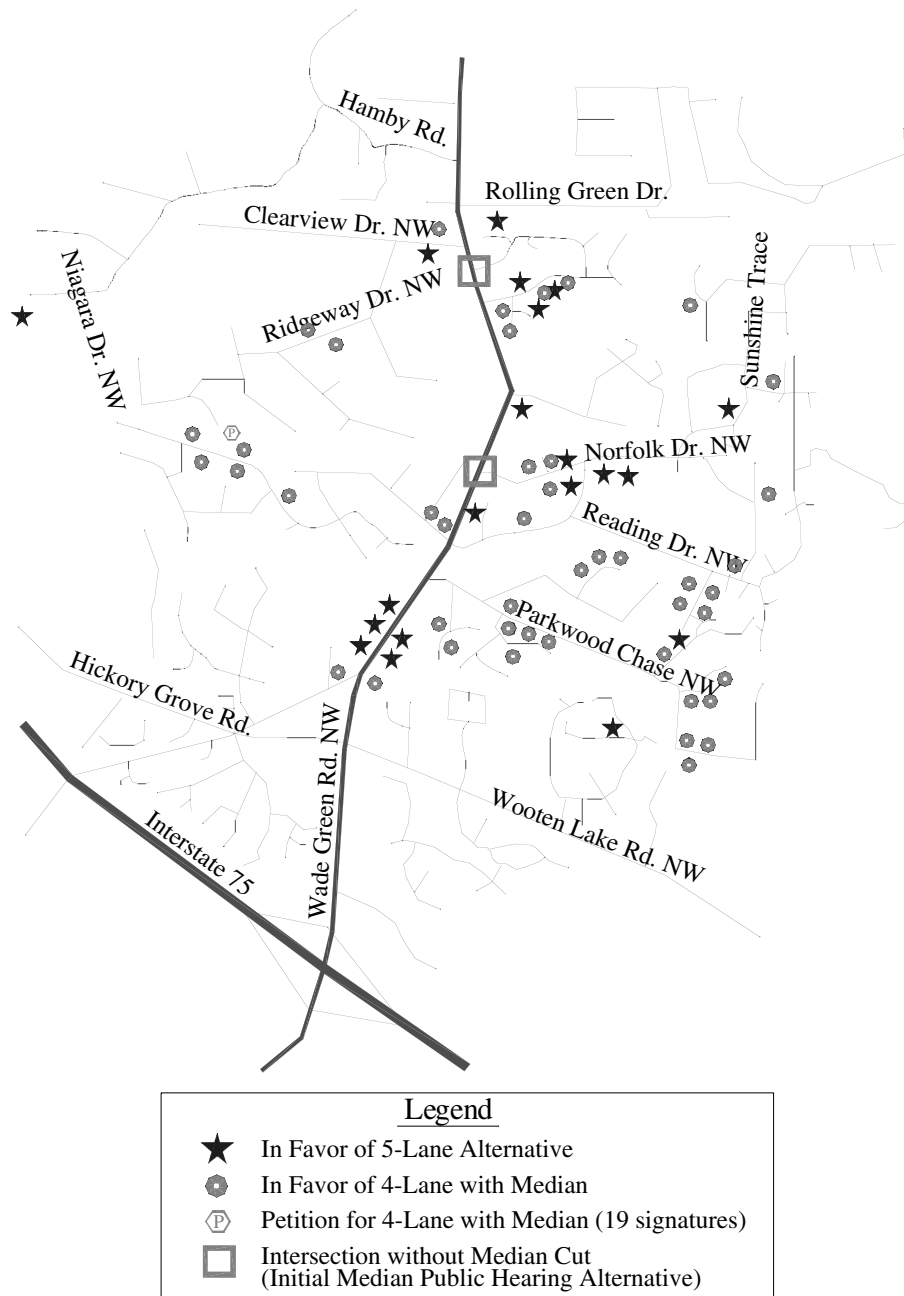 Hamby Rd.
Rolling Green Dr.
Clearview Dr. NW
Niagara Dr. NW
Ridgeway Dr. NW
Sunshine Trace
P
Norfolk Dr. NW
Reading Dr. NW
Parkwood Chase NW
Hickory Grove Rd.
Wade Green Rd. NW
Wooten Lake Rd. NW
Interstate 75
Legend
In Favor of 5-Lane Alternative
In Favor of 4-Lane with Median
P Petition for 4-Lane with Median (19 signatures)
Intersection without Median Cut
(Initial Median Public Hearing Alternative)